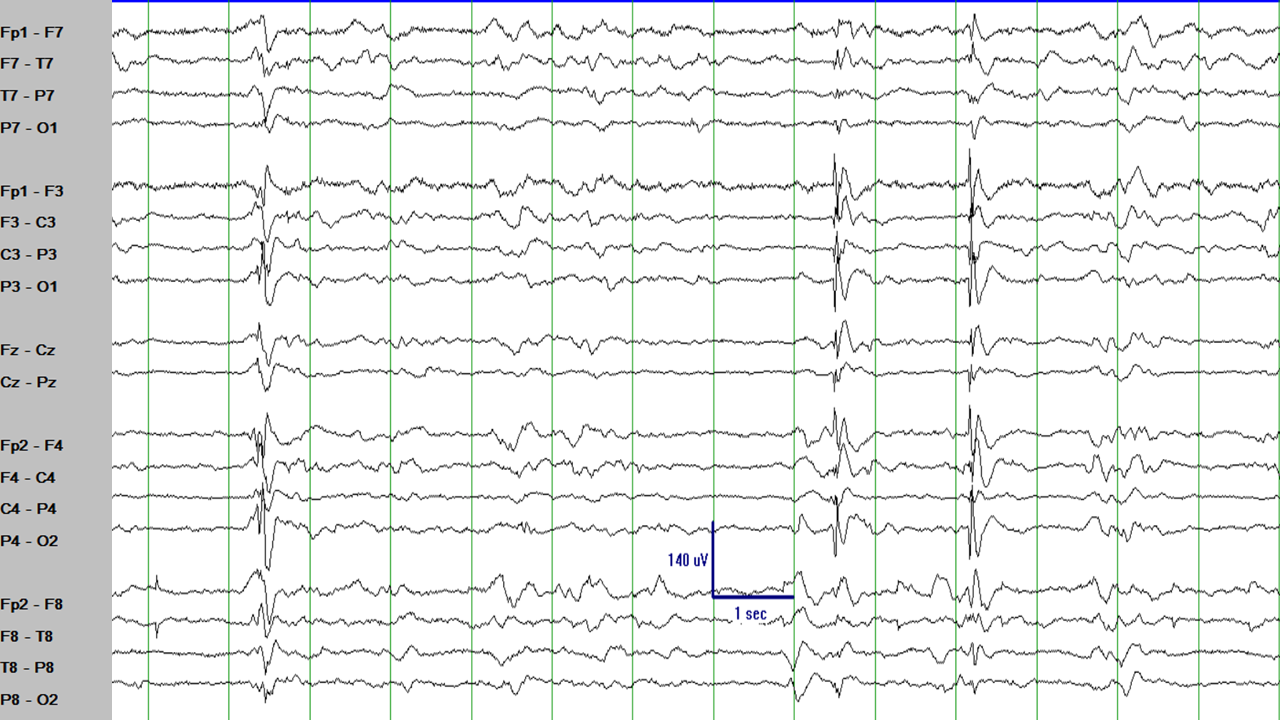 Fp1 - F7
F7 - T7
T7 - P7
P7 - O1
Fp1 - F3
F3 - C3
C3 - P3
P3 - O1
Fz - Cz
Cz - Pz
Fp2 - F4
F4 - C4
C4 - P4
P4 - O2
140 uV
1 sec
Fp2 - F8
F8 - T8
T8 - P8
P8 - O2